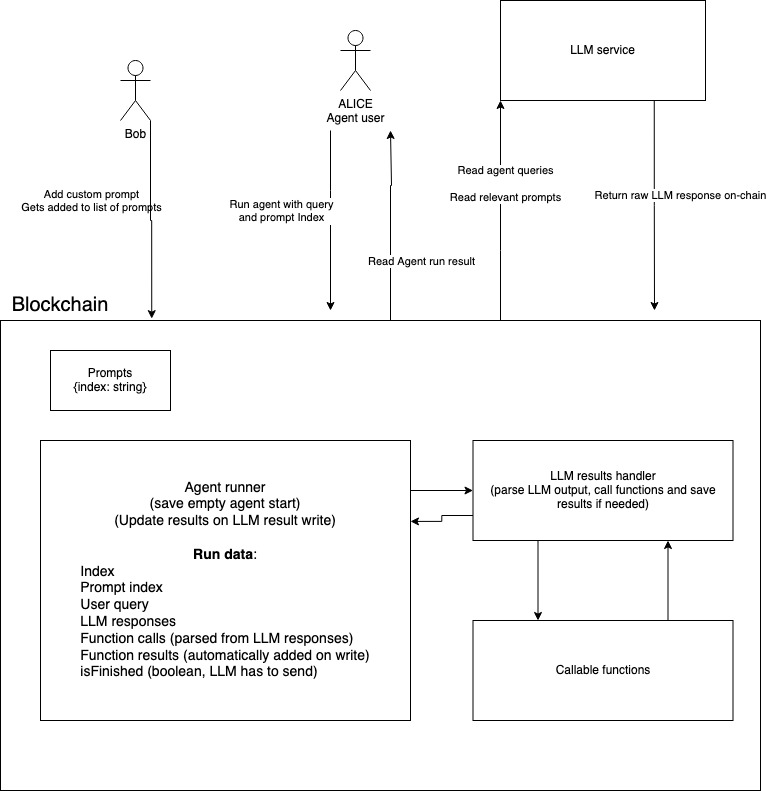 LLM service
Bob
ALICE
Agent user
Add custom prompt
Gets added to list of prompts
Run agent with query
and prompt Index
Read Agent run result
Read agent queries
Read relevant prompts
Return raw LLM response on-chain
Blockchain
Prompts
{index: string}
Agent runner
(save empty agent start)
(Update results on LLM result write)
Run data:
Index
Prompt index
User query
LLM responses
Function calls (parsed from LLM responses)
Function results (automatically added on write)
isFinished (boolean, LLM has to send)
LLM results handler
(parse LLM output, call functions and save
results if needed)
Callable functions